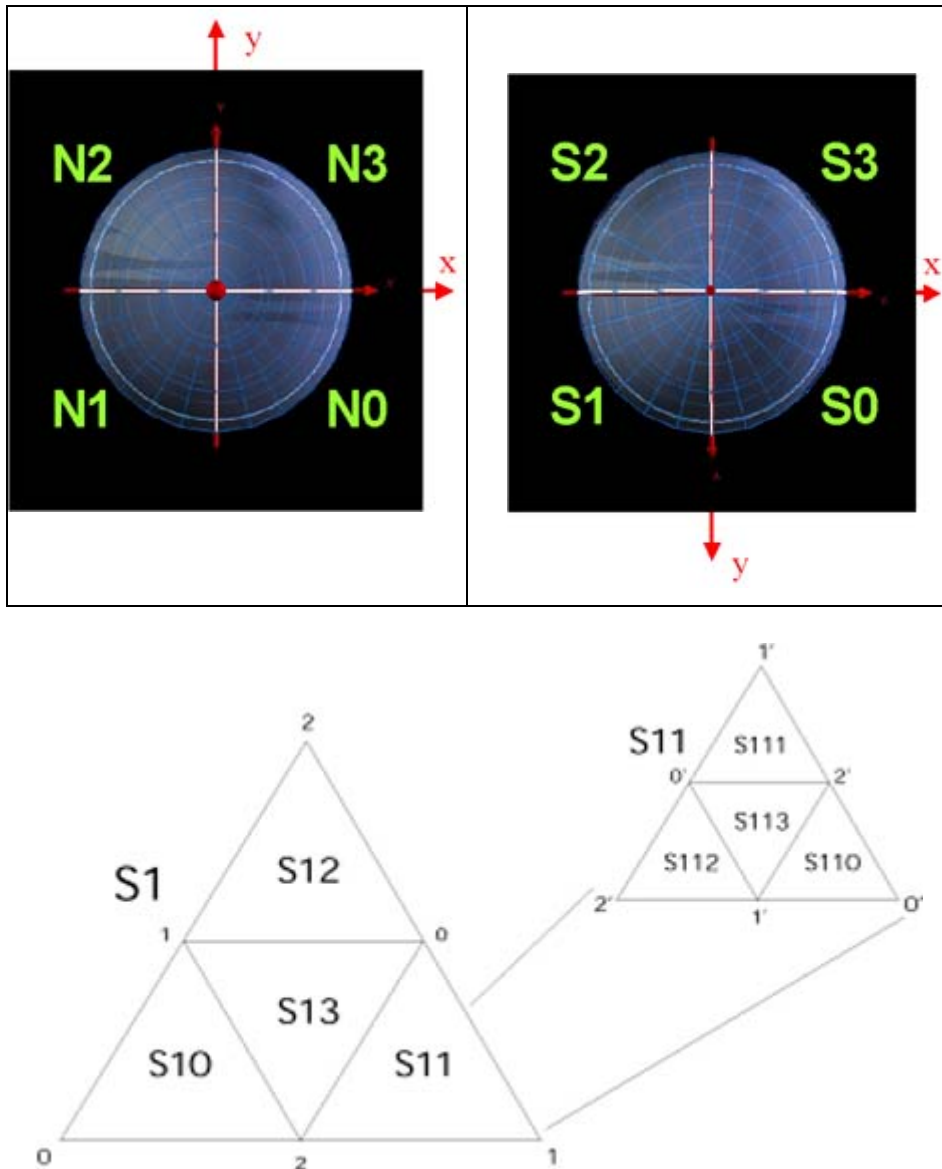 y
N2 N3
x
N1 N0
S2 S3
x
S1 S0
y
1'
S11 S111
0' 2'
S113
S112 S110
2' 1' 0'
2
S12
S1
1 0
S13
S10 S11
0 2 1